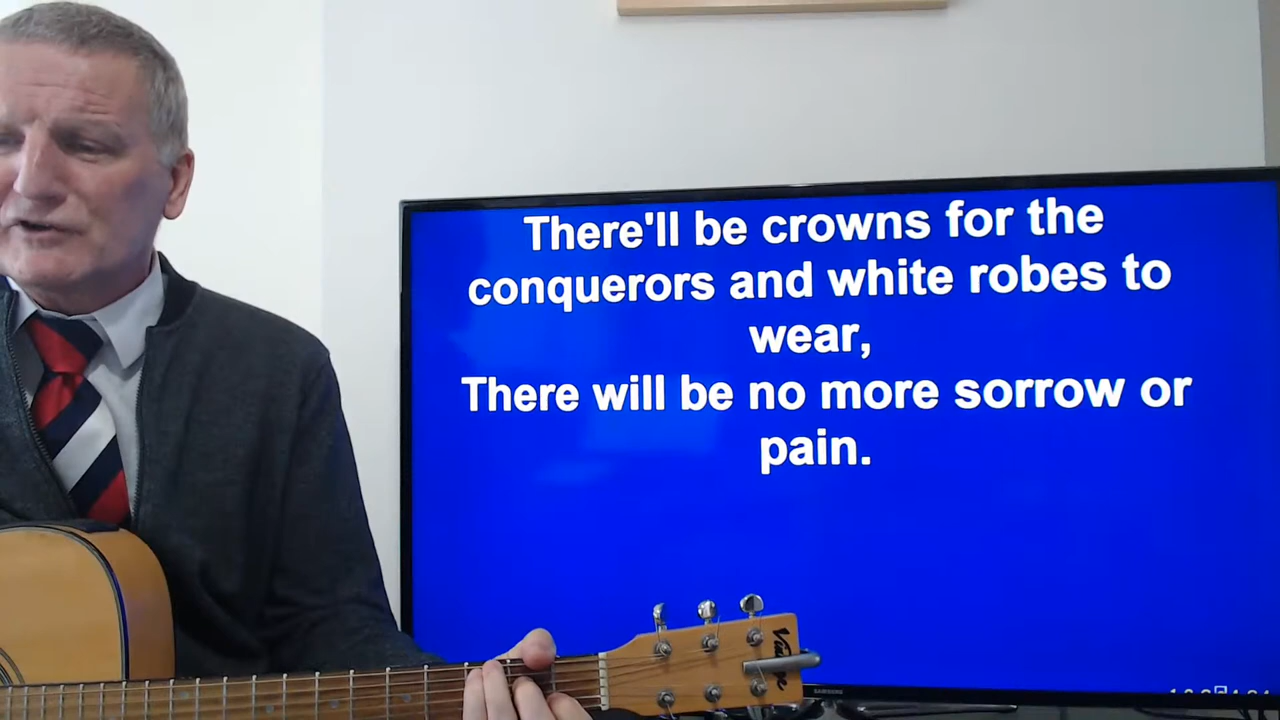 There'll be crowns for the
conquerors and white robes to
wear,
There will be no more sorrow or
pain.
SAMSUNG